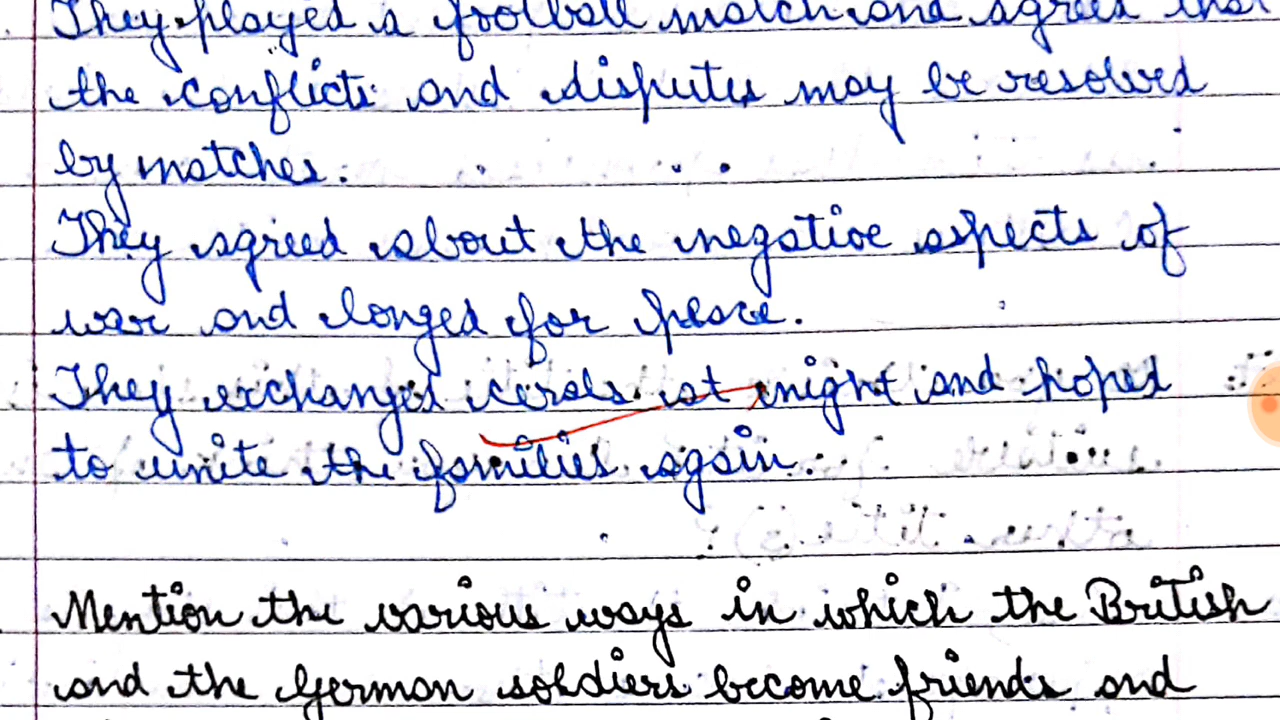 They played a football match and agreed that
the conflicts and disputes may be resolved
by matches.
They agreed about the negative aspects of
war and longed for peace.
They exchanged carols at night and hoped
to unite the families again.
Mention the various ways in which the British
and the German soldiers become friends and